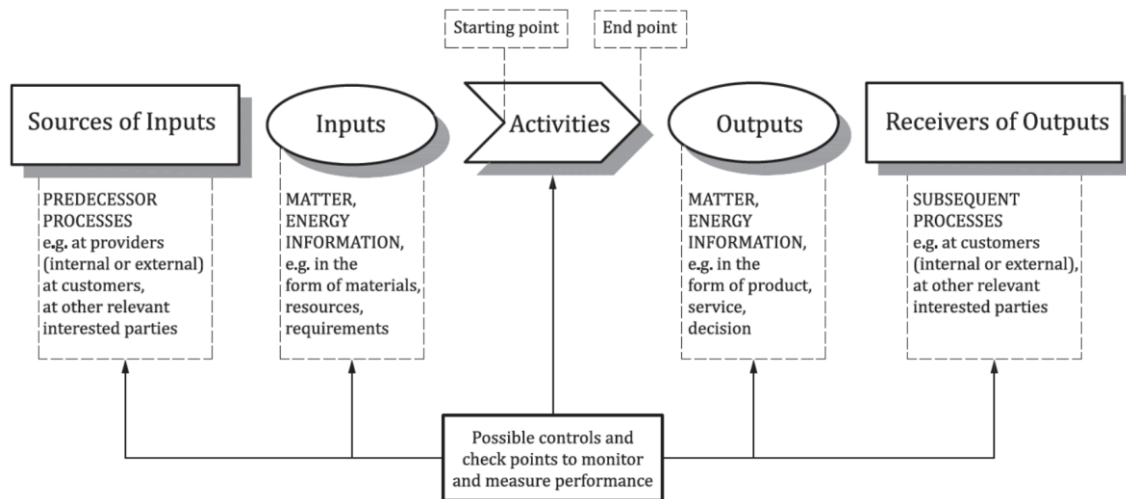 Starting point
End point
Sources of Inputs
Inputs
Activities
Outputs
Receivers of Outputs
PREDECESSOR
PROCESSES
e.g. at providers
(internal or external)
at customers,
at other relevant
interested parties
MATTER,
ENERGY
INFORMATION,
e.g. in the
form of materials,
resources,
requirements
MATTER,
ENERGY
INFORMATION,
e.g. in the
form of product,
service,
decision
SUBSEQUENT
PROCESSES
e.g. at customers
(internal or external),
at other relevant
interested parties
Possible controls and
check points to monitor
and measure performance